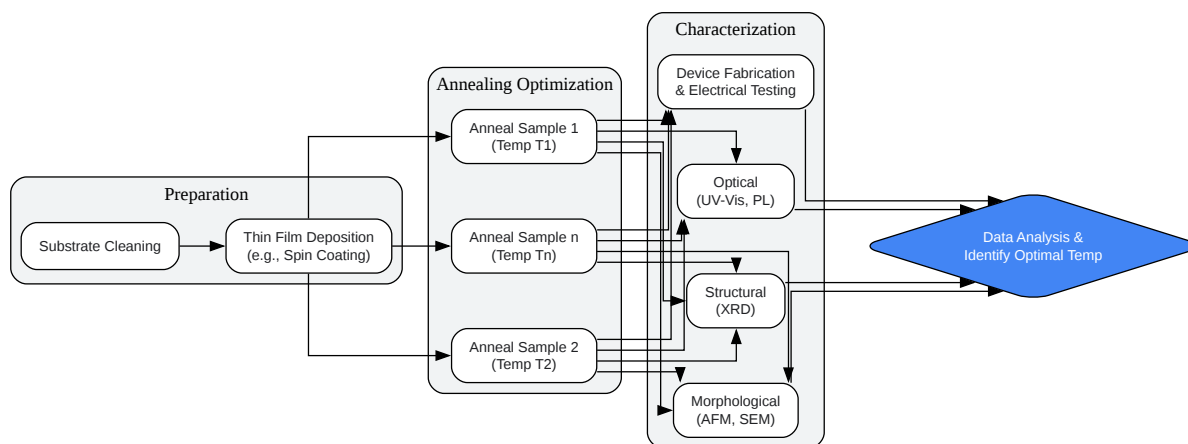 Preparation
Substrate Cleaning
Thin Film Deposition
(e.g., Spin Coating)
Annealing Optimization
Anneal Sample 1
(Temp T1)
Anneal Sample n
(Temp Tn)
Anneal Sample 2
(Temp T2)
Characterization
Device Fabrication
& Electrical Testing
Optical
(UV-Vis, PL)
Structural
(XRD)
Morphological
(AFM, SEM)
Data Analysis &
Identify Optimal Temp